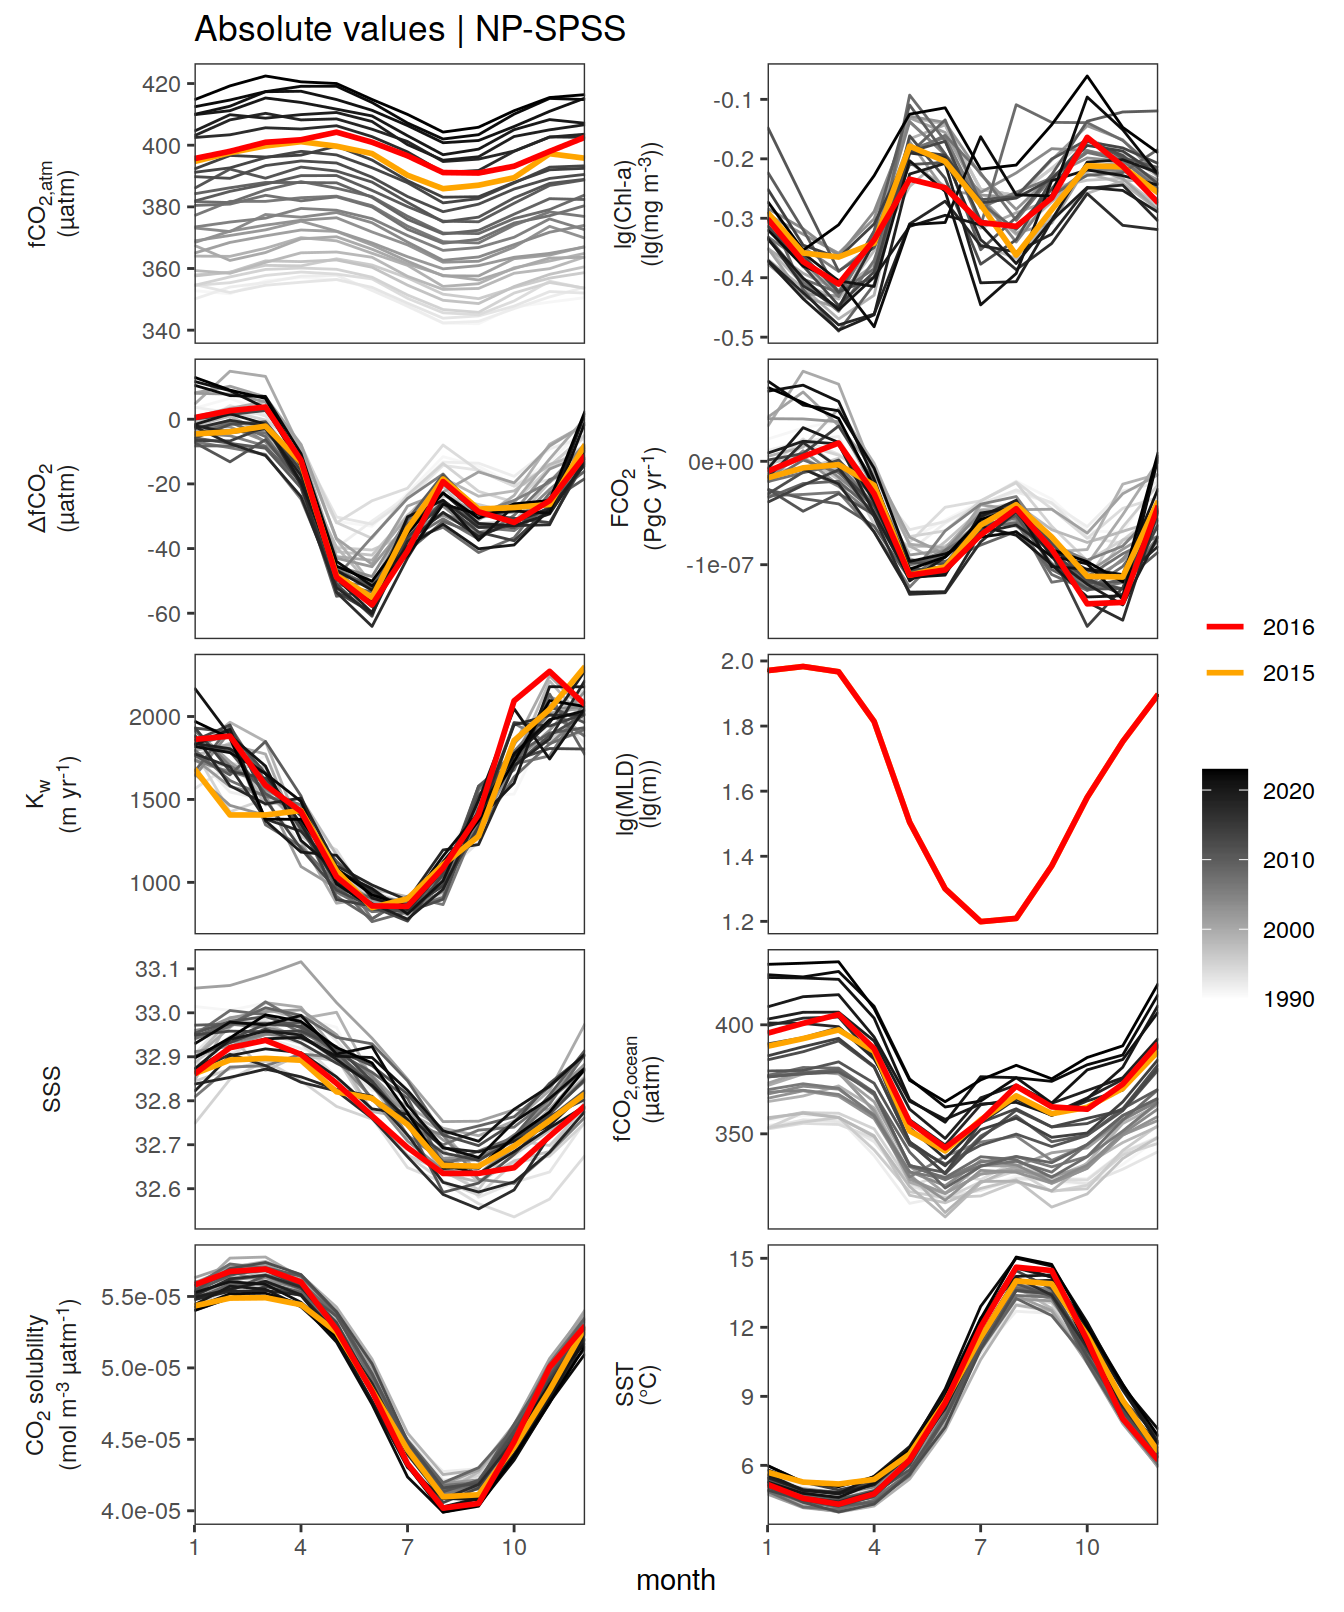 Absolute values | NP-SPSS
fCO2,atm
(µatm)
420
400
380
360
340
lg(Chl-a)
(lg(mg m-3))
-0.1
-0.2
-0.3
-0.4
-0.5
ΔfCO2
(µatm)
0
-20
-40
-60
FCO2
(PgC yr-1)
0e+00
-1e-07
Kw
(m yr-1)
2000
1500
1000
lg(MLD)
(lg(m))
2.0
1.8
1.6
1.4
1.2
SSS
33.1
33.0
32.9
32.8
32.7
32.6
fCO2,ocean
(µatm)
400
350
CO2 solubility
(mol m-3 µatm-1)
5.5e-05
5.0e-05
4.5e-05
4.0e-05
SST
(°C)
15
12
9
6
1 4 7 10
1 4 7 10
month
2016
2015
2020
2010
2000
1990